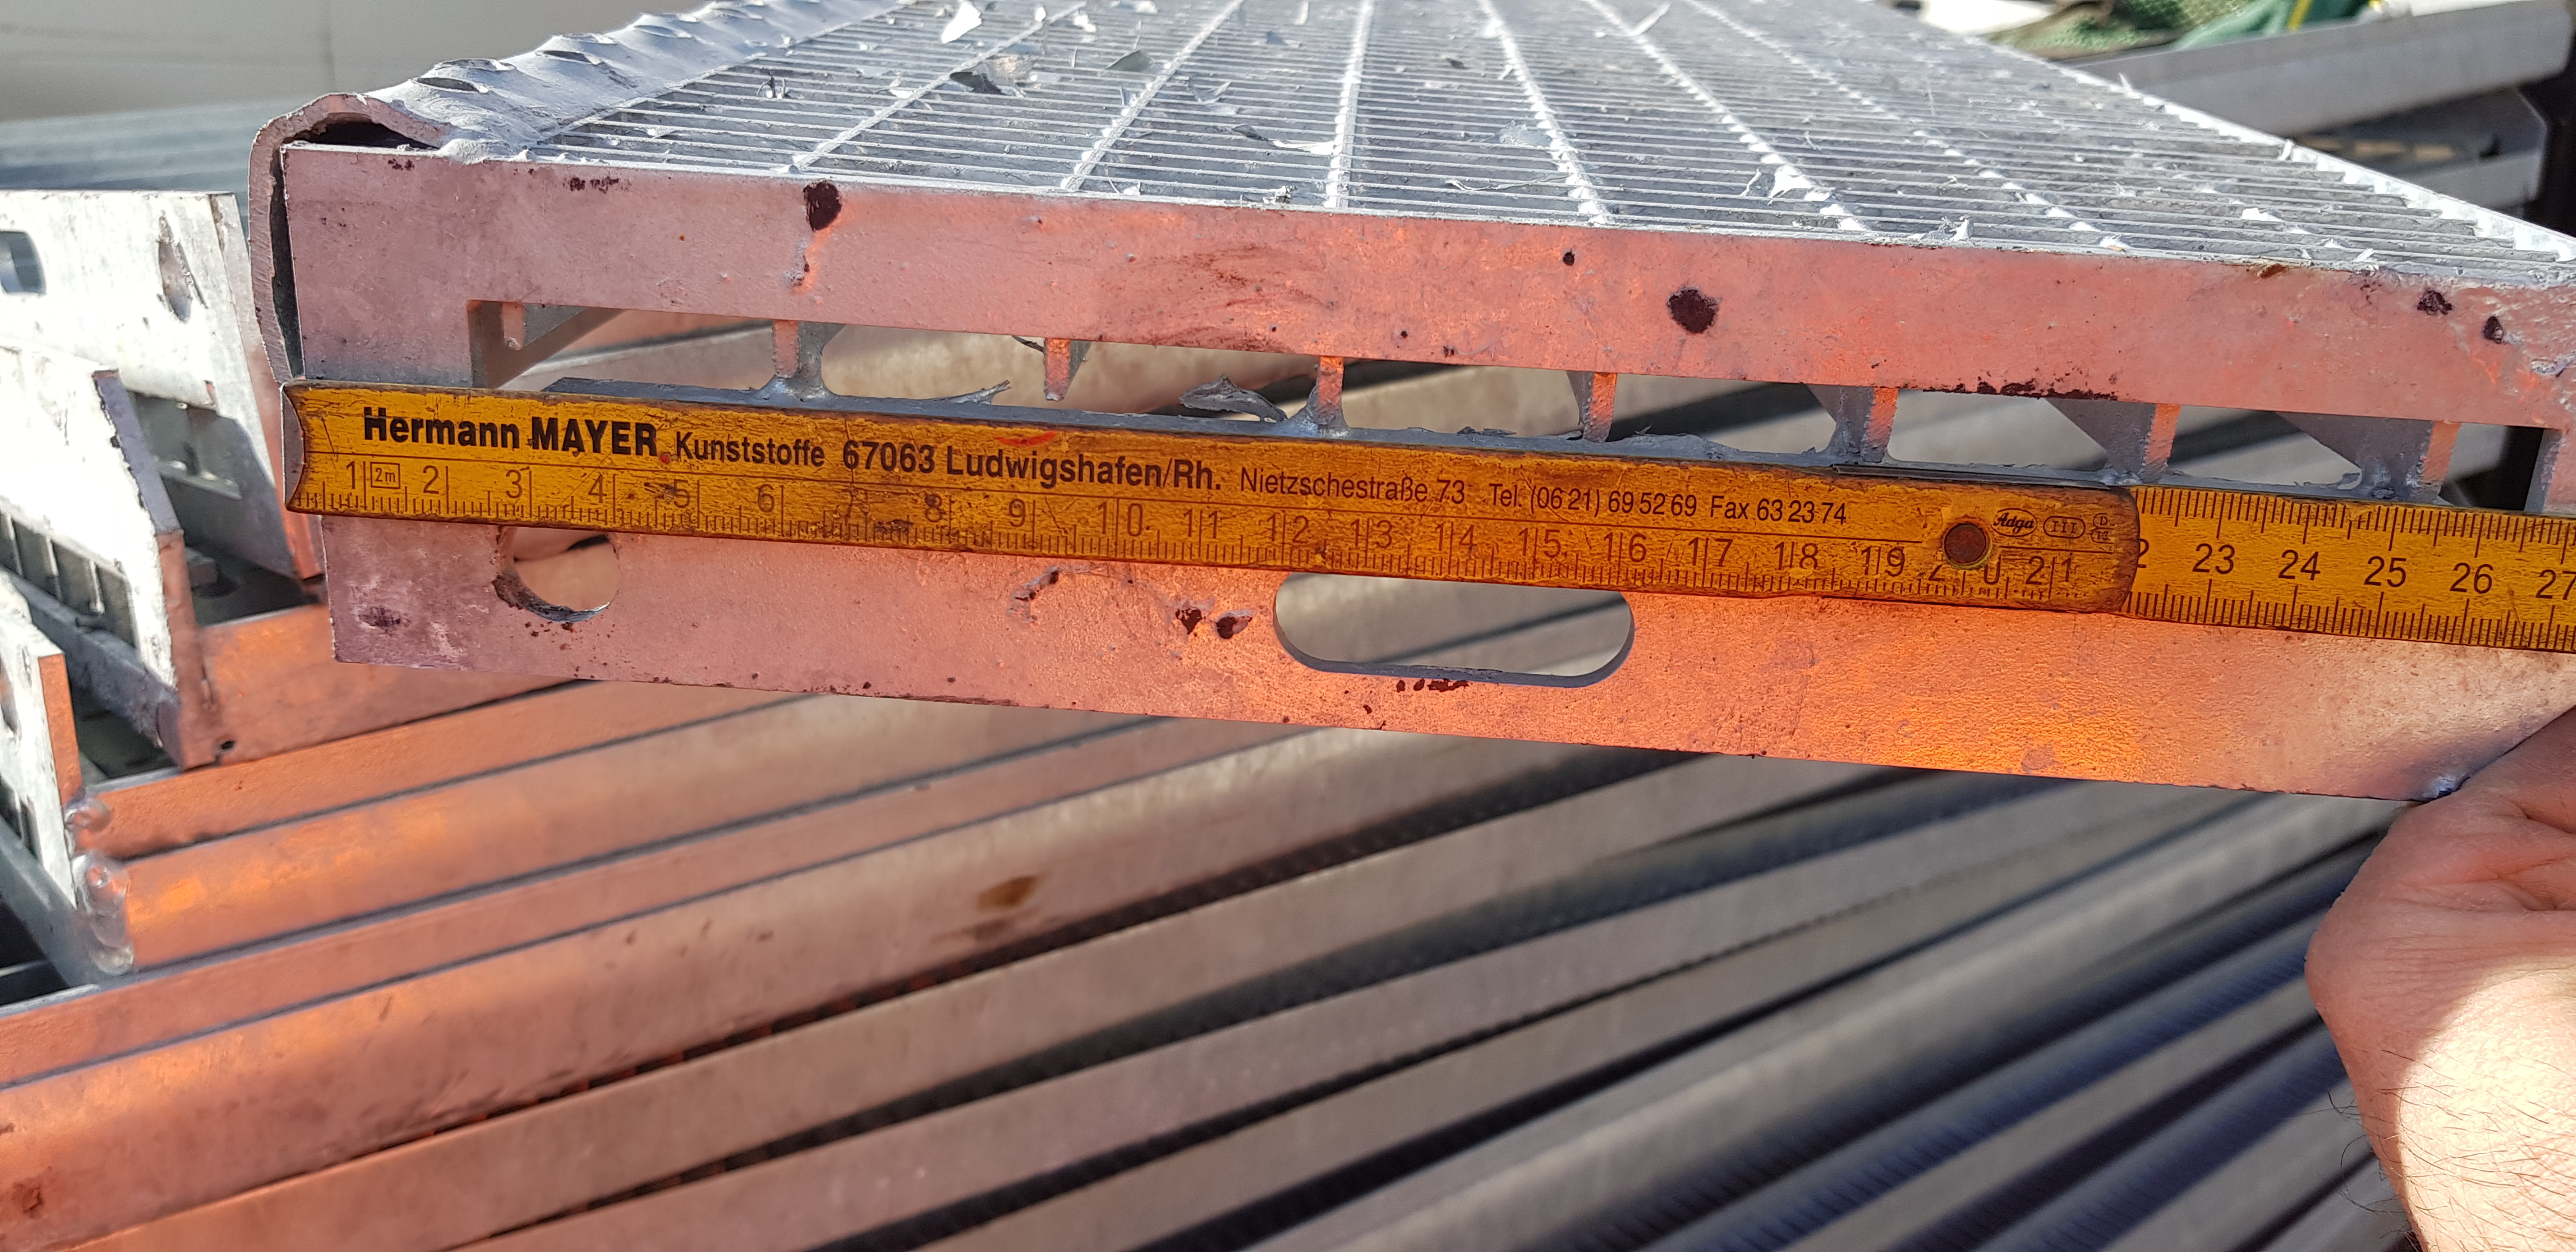 Hermann MAYER Kunststoffe 67063 Ludwigshafen/Rh. Nietzschestraße 73 Tel. (06 21) 69 52 69 Fax 63 23 74
Adga III
1 2m 2 3 4 5 6 7 8 9 10 11 12 13 14 15 16 17 18 19 20 21 2 23 24 25 26 27